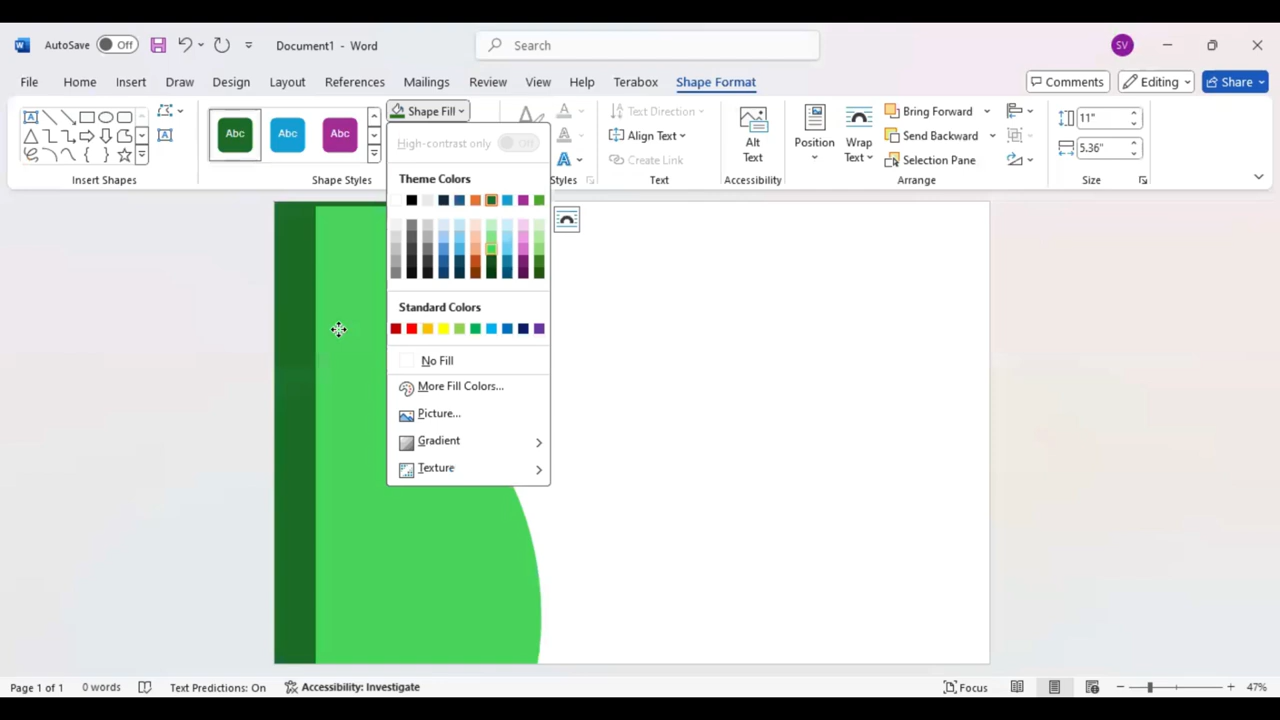 AutoSave Off Document1 - Word Search SV
File Home Insert Draw Design Layout References Mailings Review View Help Terabox Shape Format Comments Editing Share
Abc Abc Abc Shape Fill Text Direction Bring Forward 11"
High-contrast only Off Align Text Alt Text Position Wrap Text Send Backward 5.36"
Create Link Selection Pane
Insert Shapes Shape Styles Styles Text Accessibility Arrange Size
Theme Colors
Standard Colors
No Fill
More Fill Colors...
Picture...
Gradient
Texture
Page 1 of 1 0 words Text Predictions: On Accessibility: Investigate Focus 47%